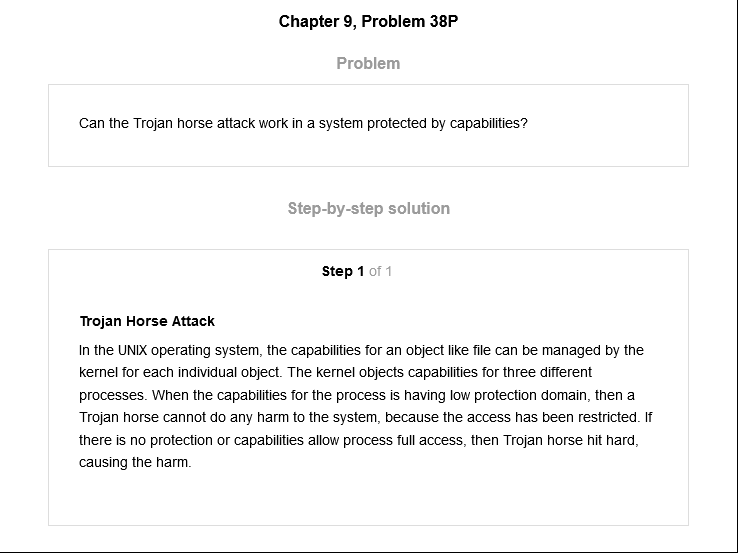 Chapter 9, Problem 38P
Problem
Can the Trojan horse attack work in a system protected by capabilities?
Step-by-step solution
Step 1 of 1
Trojan Horse Attack
In the UNIX operating system, the capabilities for an object like file can be managed by the
kernel for each individual object. The kernel objects capabilities for three different
processes. When the capabilities for the process is having low protection domain, then a
Trojan horse cannot do any harm to the system, because the access has been restricted. If
there is no protection or capabilities allow process full access, then Trojan horse hit hard,
causing the harm.